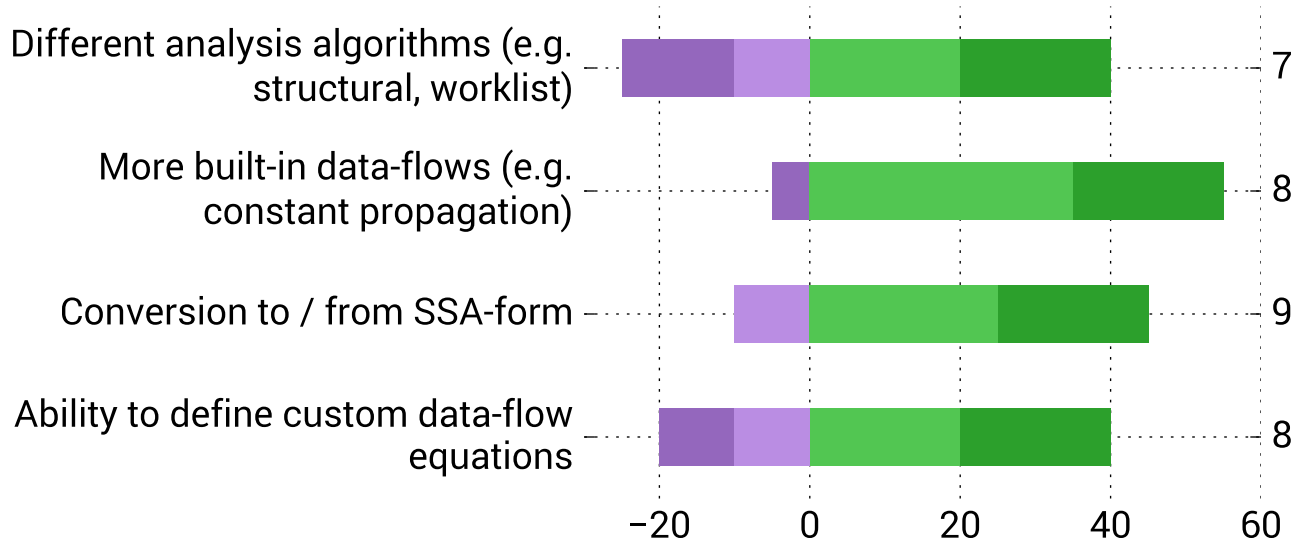 Different analysis algorithms (e.g.
structural, worklist)
7
More built-in data-flows (e.g.
constant propagation)
8
Conversion to / from SSA-form
9
Ability to define custom data-flow
equations
8
−20 0 20 40 60